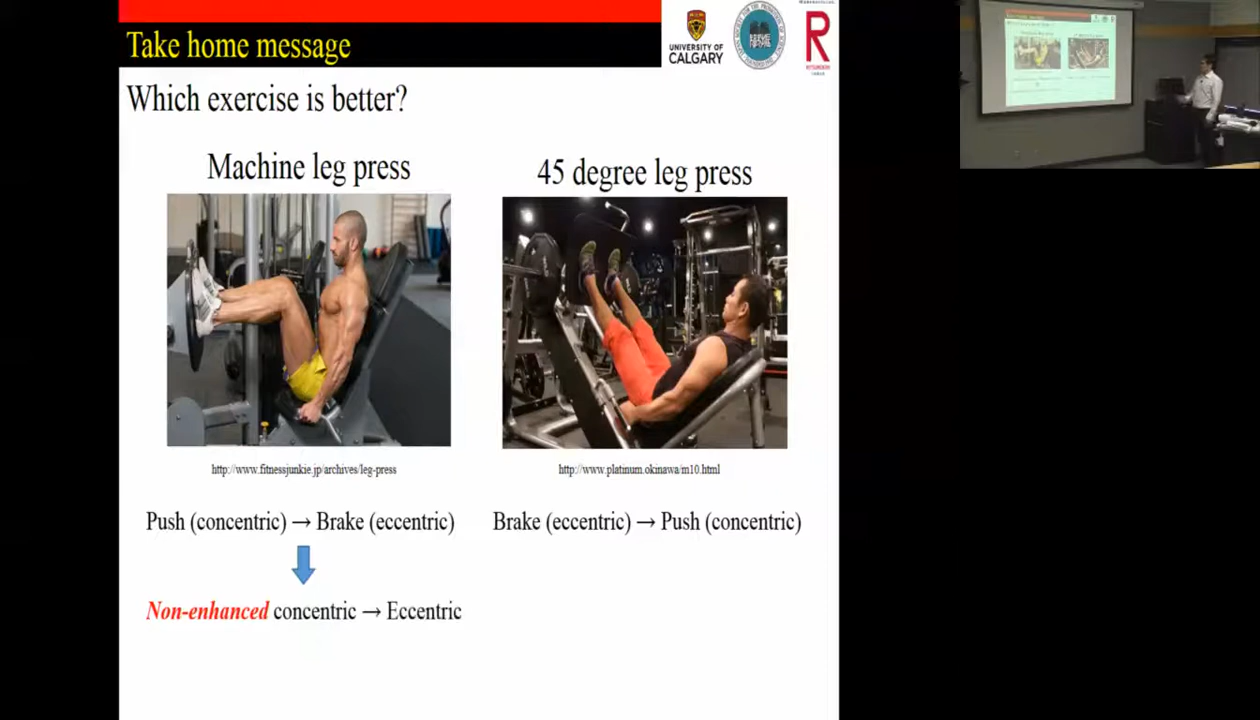 Take home message
UNIVERSITY OF
CALGARY
R
Which exercise is better?
Machine leg press
45 degree leg press
http://www.fitnessjunkie.jp/archives/leg-press
http://www.platinum.okinawa/m10.html
Push (concentric) → Brake (eccentric)
Brake (eccentric) → Push (concentric)
Non-enhanced concentric → Eccentric